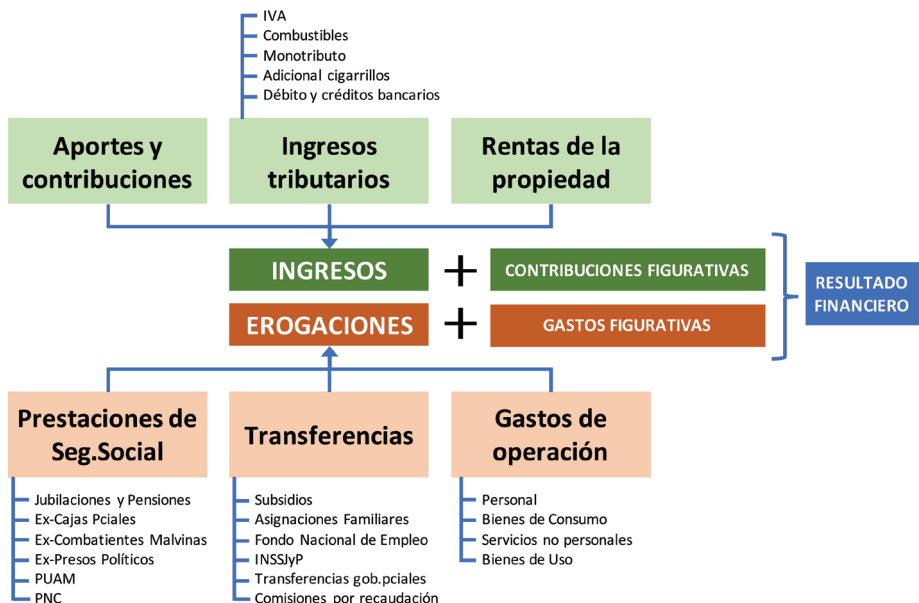 IVA
Combustibles
Monotributo
Adicional cigarrillos
Débito y créditos bancarios
Aportes y
contribuciones
Ingresos
tributarios
Rentas de la
propiedad
INGRESOS
+
CONTRIBUCIONES FIGURATIVAS
EROGACIONES
+
GASTOS FIGURATIVAS
RESULTADO
FINANCIERO
Prestaciones de
Seg.Social
Transferencias
Gastos de
operación
Jubilaciones y Pensiones
Ex-Cajas Pciales
Ex-Combatientes Malvinas
Ex-Presos Políticos
PUAM
PNC
Subsidios
Asignaciones Familiares
Fondo Nacional de Empleo
INSSJyP
Transferencias gob.pciales
Comisiones por recaudación
Personal
Bienes de Consumo
Servicios no personales
Bienes de Uso